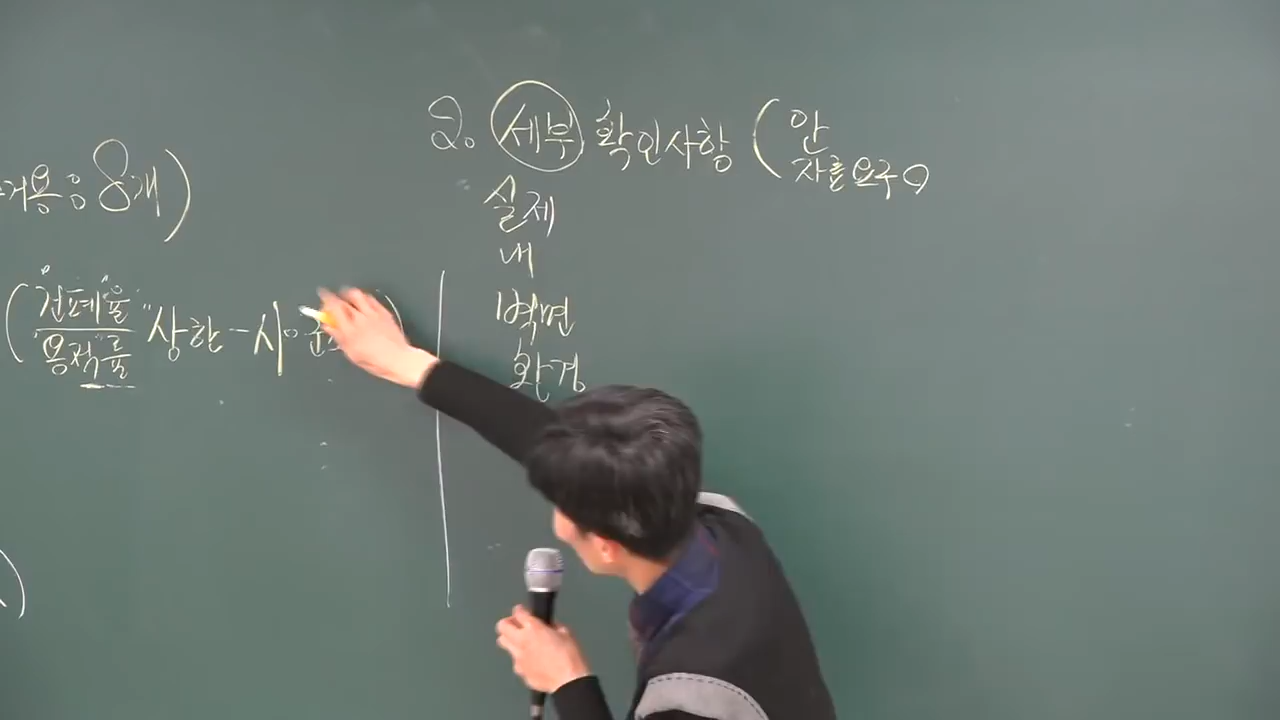 8개)
(건폐율
용적률 상한-시
2. 세부 확인사항 (안
자료요구 O
실제
내
벽면
환경